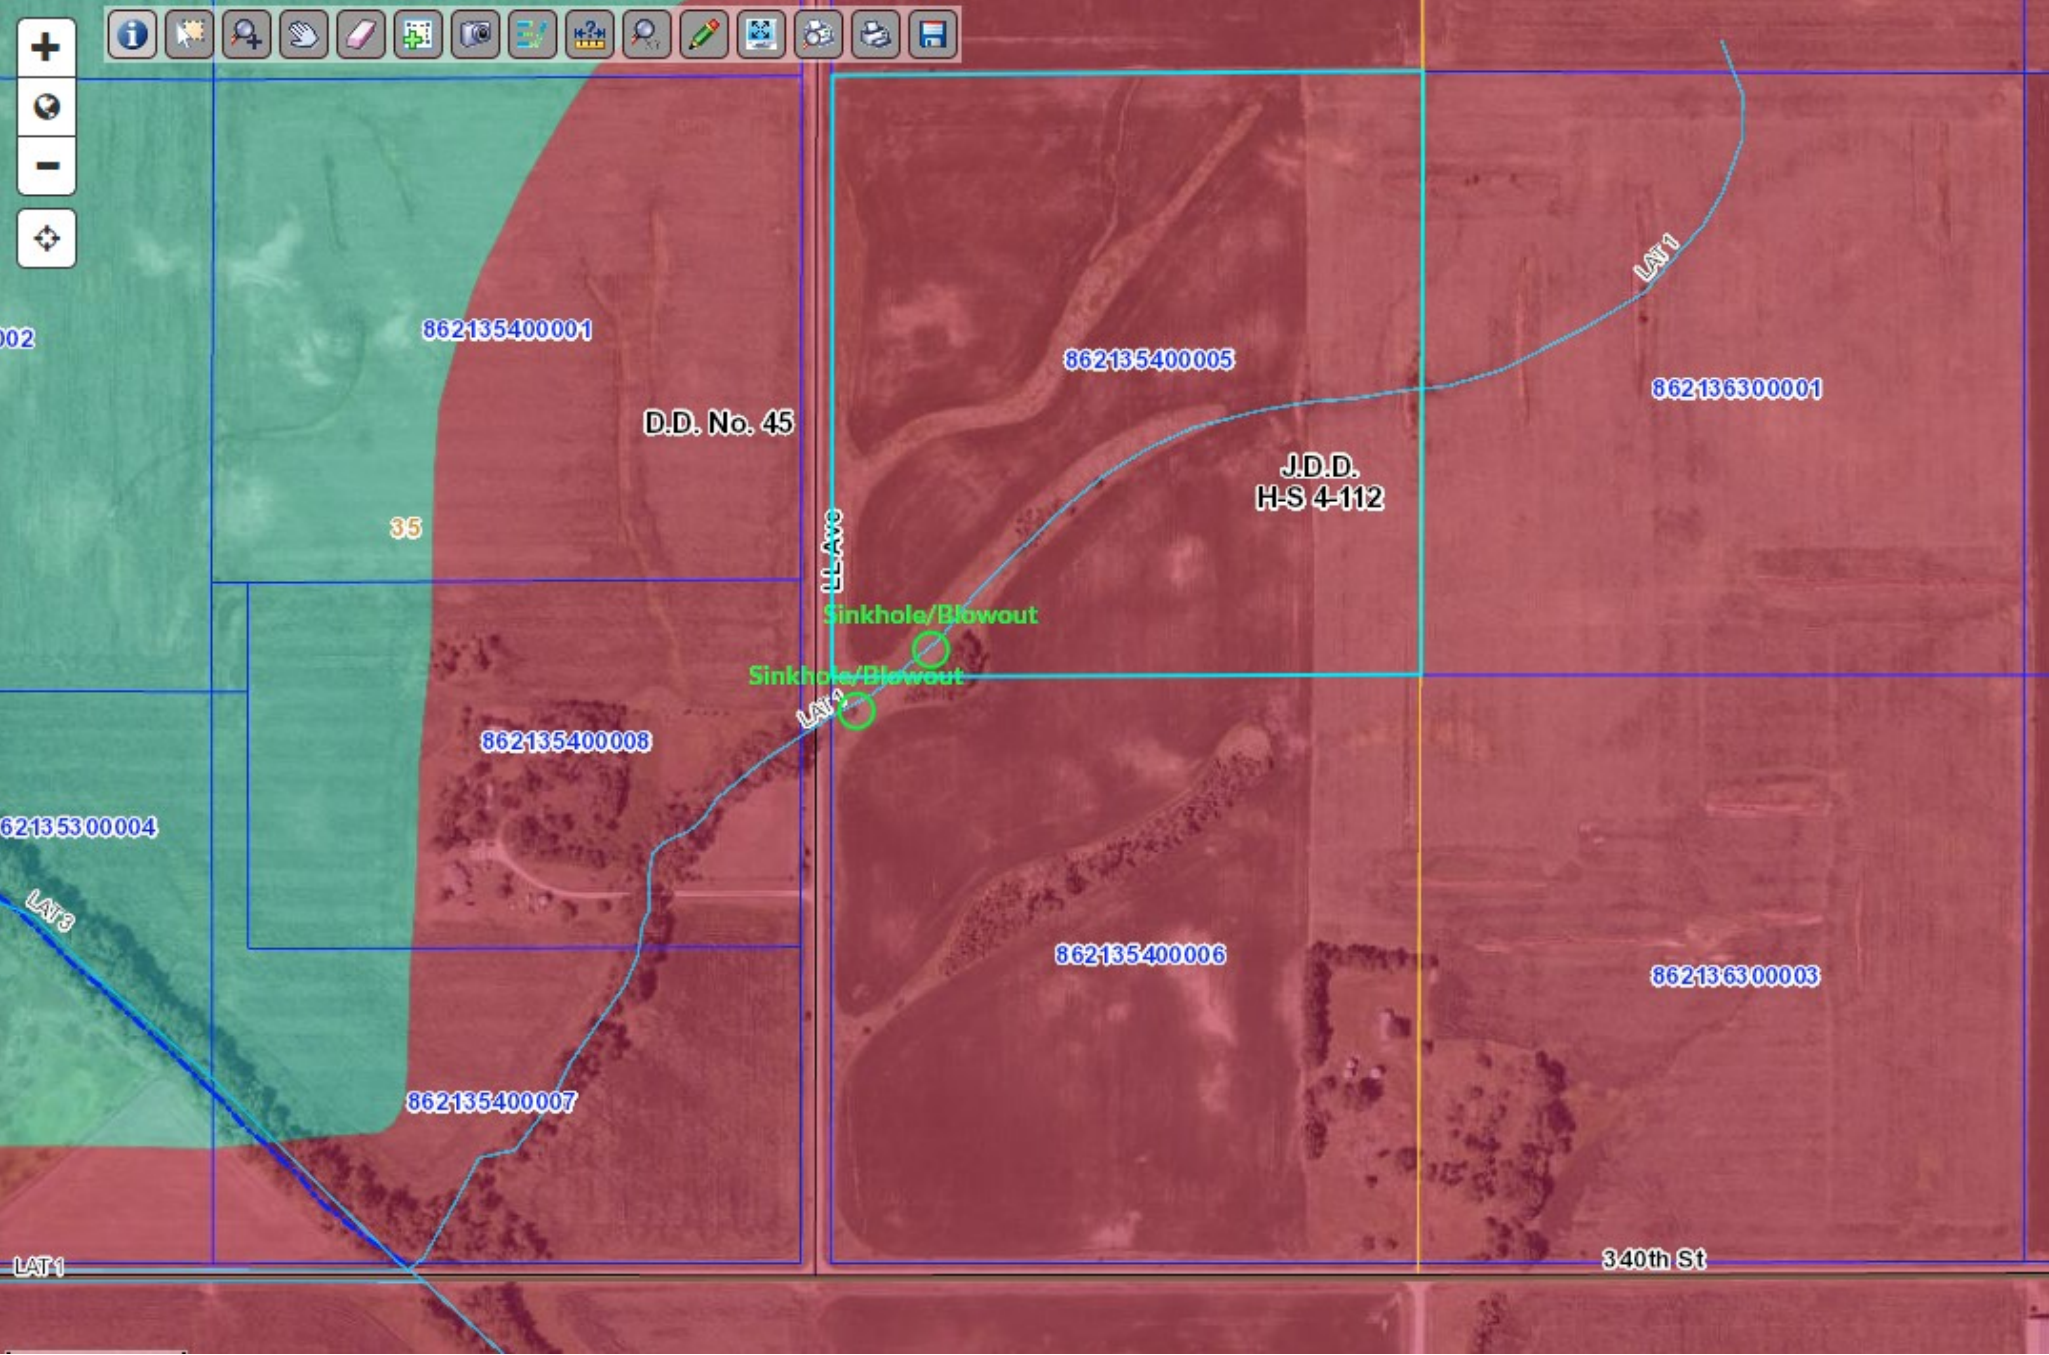 862135400001
002
862135400005
862136300001
D.D. No. 45
J.D.D.
H-S 4-112
LAT 1
35
LL Ave
Sinkhole/Blowout
Sinkhole/Blowout
LAT 1
862135400008
62135300004
LAT 3
862135400006
862136300003
862135400007
LAT 1
340th St